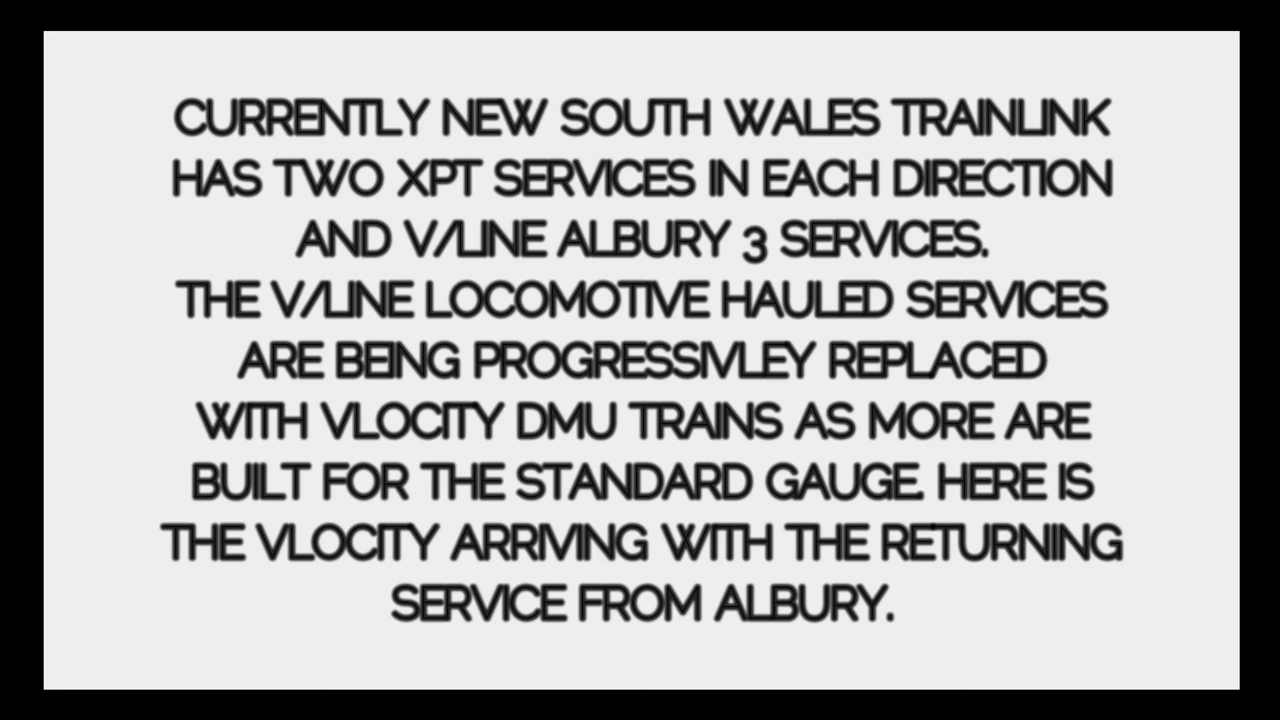 CURRENTLY NEW SOUTH WALES TRAINLINK
HAS TWO XPT SERVICES IN EACH DIRECTION
AND V/LINE ALBURY 3 SERVICES.
THE V/LINE LOCOMOTIVE HAULED SERVICES
ARE BEING PROGRESSIVLEY REPLACED
WITH VLOCITY DMU TRAINS AS MORE ARE
BUILT FOR THE STANDARD GAUGE. HERE IS
THE VLOCITY ARRIVING WITH THE RETURNING
SERVICE FROM ALBURY.